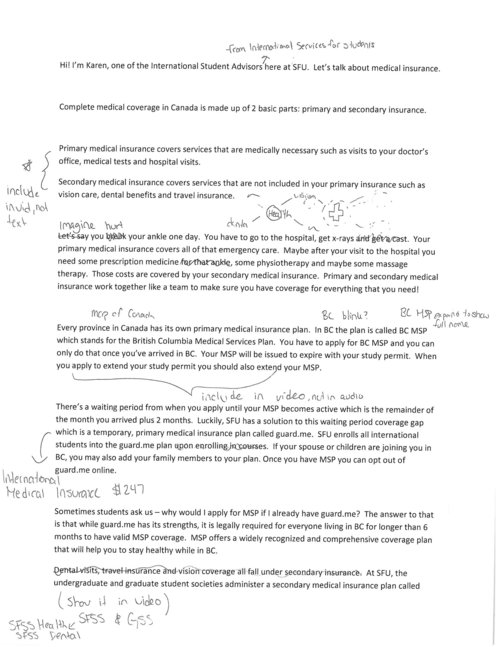 -from International Services for Students
Hi! I'm Karen, one of the International Student Advisors here at SFU. Let's talk about medical insurance.
Complete medical coverage in Canada is made up of 2 basic parts: primary and secondary insurance.
Primary medical insurance covers services that are medically necessary such as visits to your doctor's
office, medical tests and hospital visits.
Secondary medical insurance covers services that are not included in your primary insurance such as
vision care, dental benefits and travel insurance.
include
in vid, not
text
vision
Health
dental
Imagine hurt
Let's say you break your ankle one day. You have to go to the hospital, get x-rays and get a cast. Your
primary medical insurance covers all of that emergency care. Maybe after your visit to the hospital you
need some prescription medicine for that ankle, some physiotherapy and maybe some massage
therapy. Those costs are covered by your secondary medical insurance. Primary and secondary medical
insurance work together like a team to make sure you have coverage for everything that you need!
map of Canada
BC blink?
BC MSP expand to show
full name
Every province in Canada has its own primary medical insurance plan. In BC the plan is called BC MSP
which stands for the British Columbia Medical Services Plan. You have to apply for BC MSP and you can
only do that once you've arrived in BC. Your MSP will be issued to expire with your study permit. When
you apply to extend your study permit you should also extend your MSP.
include in video, not in audio
There's a waiting period from when you apply until your MSP becomes active which is the remainder of
the month you arrived plus 2 months. Luckily, SFU has a solution to this waiting period coverage gap
which is a temporary, primary medical insurance plan called guard.me. SFU enrolls all international
students into the guard.me plan upon enrolling in courses. If your spouse or children are joining you in
BC, you may also add your family members to your plan. Once you have MSP you can opt out of
guard.me online.
International
Medical Insurance $247
Sometimes students ask us – why would I apply for MSP if I already have guard.me? The answer to that
is that while guard.me has its strengths, it is legally required for everyone living in BC for longer than 6
months to have valid MSP coverage. MSP offers a widely recognized and comprehensive coverage plan
that will help you to stay healthy while in BC.
Dental visits, travel insurance and vision coverage all fall under secondary insurance. At SFU, the
undergraduate and graduate student societies administer a secondary medical insurance plan called
(Show it in video)
SFSS & GSS
SFSS Health
SFSS Dental